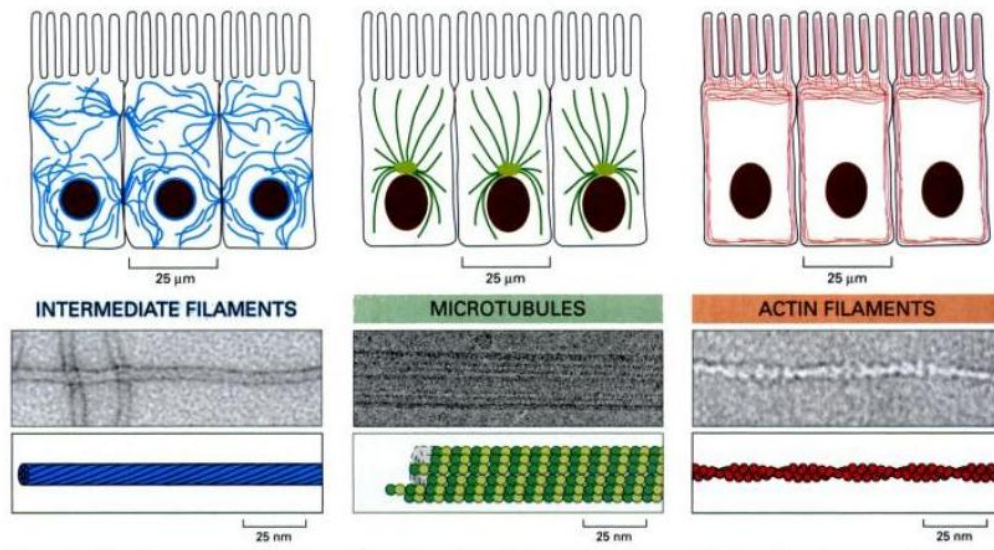 25 μm
25 μm
25 μm
INTERMEDIATE FILAMENTS
MICROTUBULES
ACTIN FILAMENTS
25 nm
25 nm
25 nm